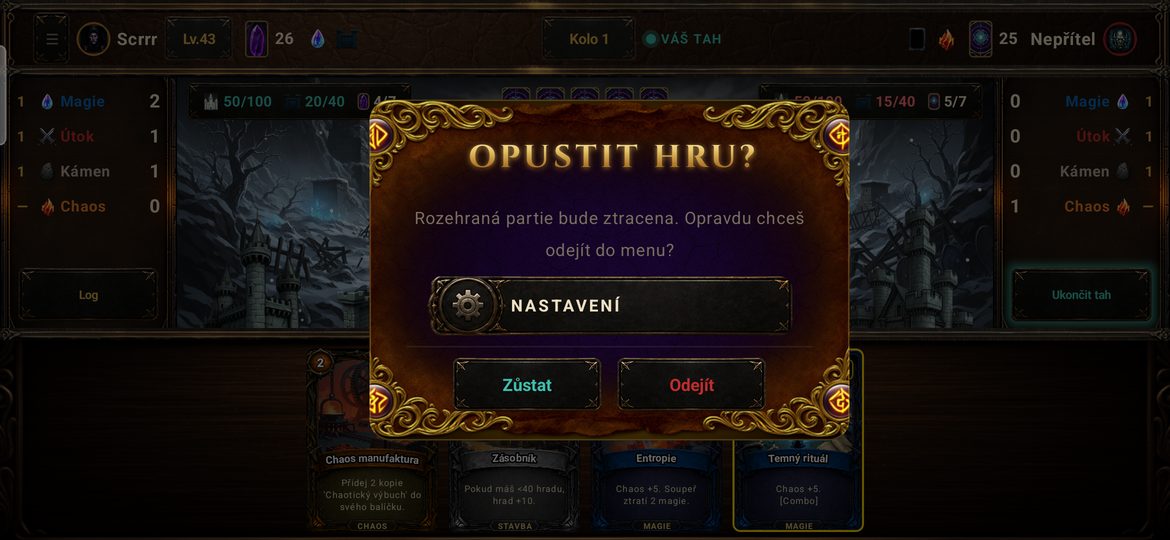 Scrrr
Lv.43
26
Kolo 1
VÁŠ TAH
25
Nepřítel
1 Magie 2
1 Útok 1
1 Kámen 1
– Chaos 0
Log
50/100
20/40
4/7
50/100
15/40
5/7
0 Magie 1
0 Útok 1
0 Kámen 1
1 Chaos –
Ukončit tah
OPUSTIT HRU?
Rozehraná partie bude ztracena. Opravdu chceš
odejít do menu?
NASTAVENÍ
Zůstat
Odejít
2
Chaos manufaktura
Přidej 2 kopie
'Chaotický výbuch' do
svého balíčku.
CHAOS
Zásobník
Pokud máš <40 hradu,
hrad +10.
STAVBA
Entropie
Chaos +5. Soupeř
ztratí 2 magie.
MAGIE
Temný rituál
Chaos +5.
[Combo]
MAGIE